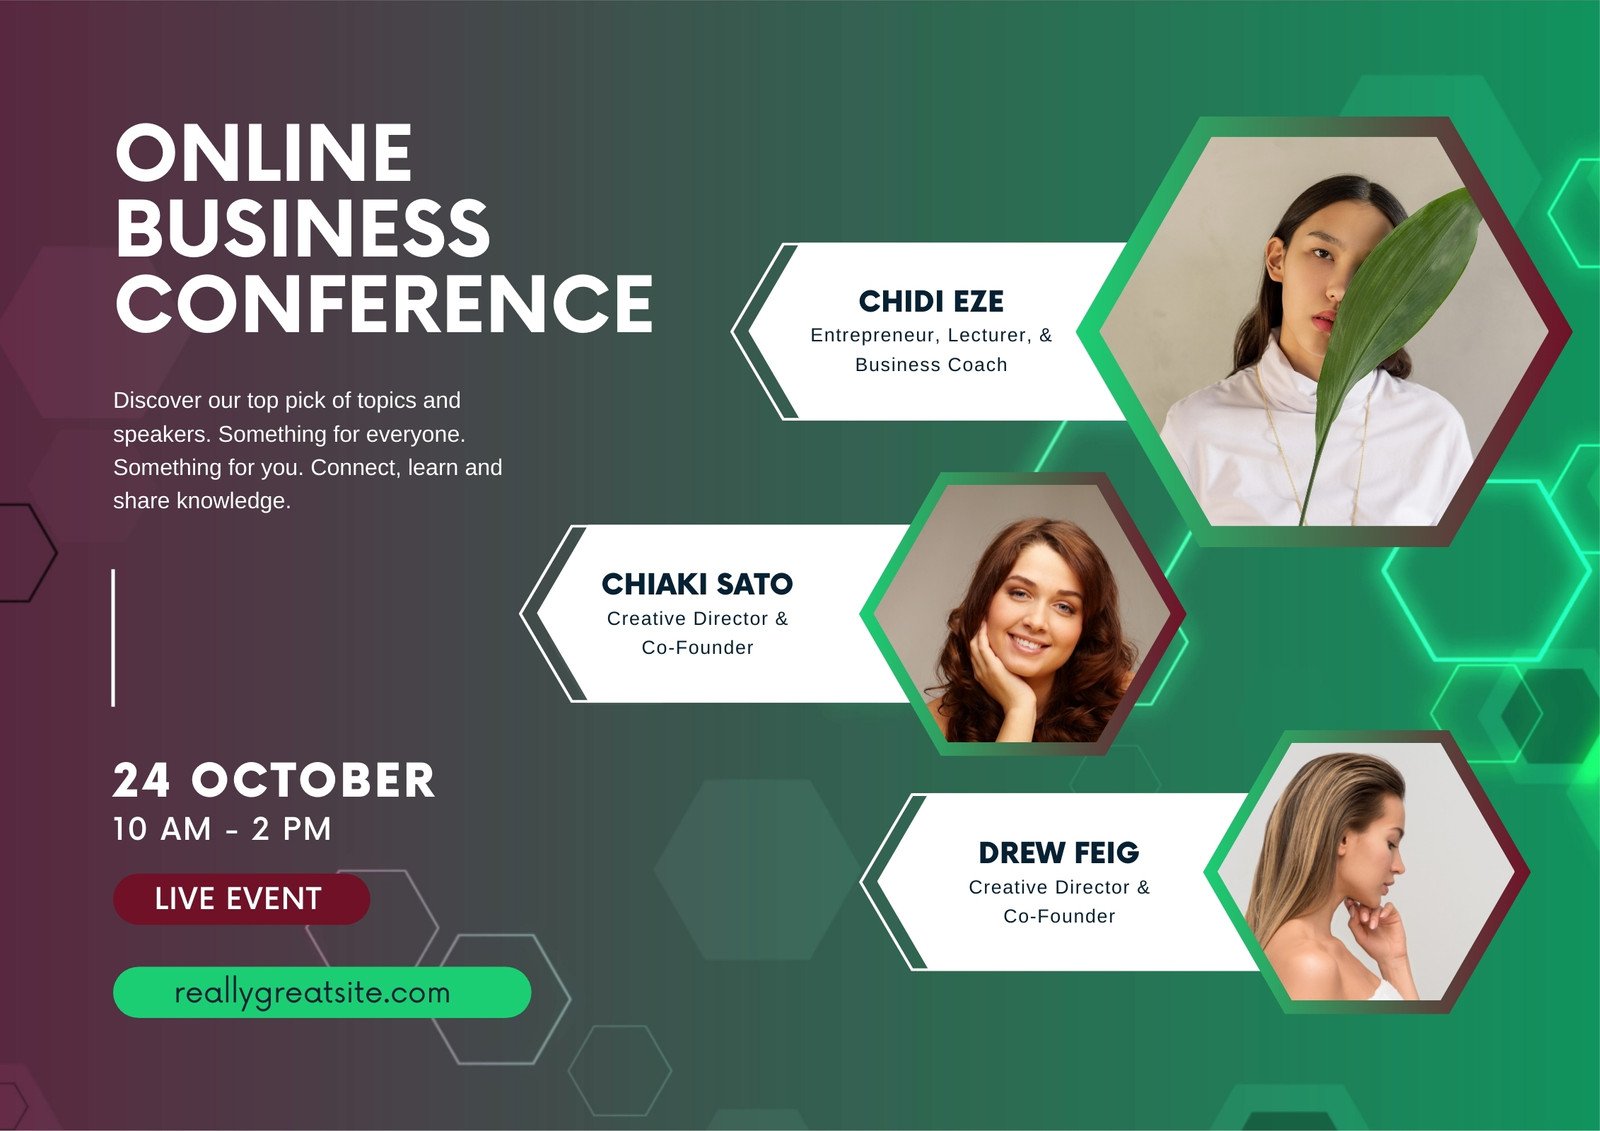 ONLINE
BUSINESS
CONFERENCE
Discover our top pick of topics and
speakers. Something for everyone.
Something for you. Connect, learn and
share knowledge.
24 OCTOBER
10 AM - 2 PM
LIVE EVENT
reallygreatsite.com
CHIDI EZE
Entrepreneur, Lecturer, &
Business Coach
CHIAKI SATO
Creative Director &
Co-Founder
DREW FEIG
Creative Director &
Co-Founder